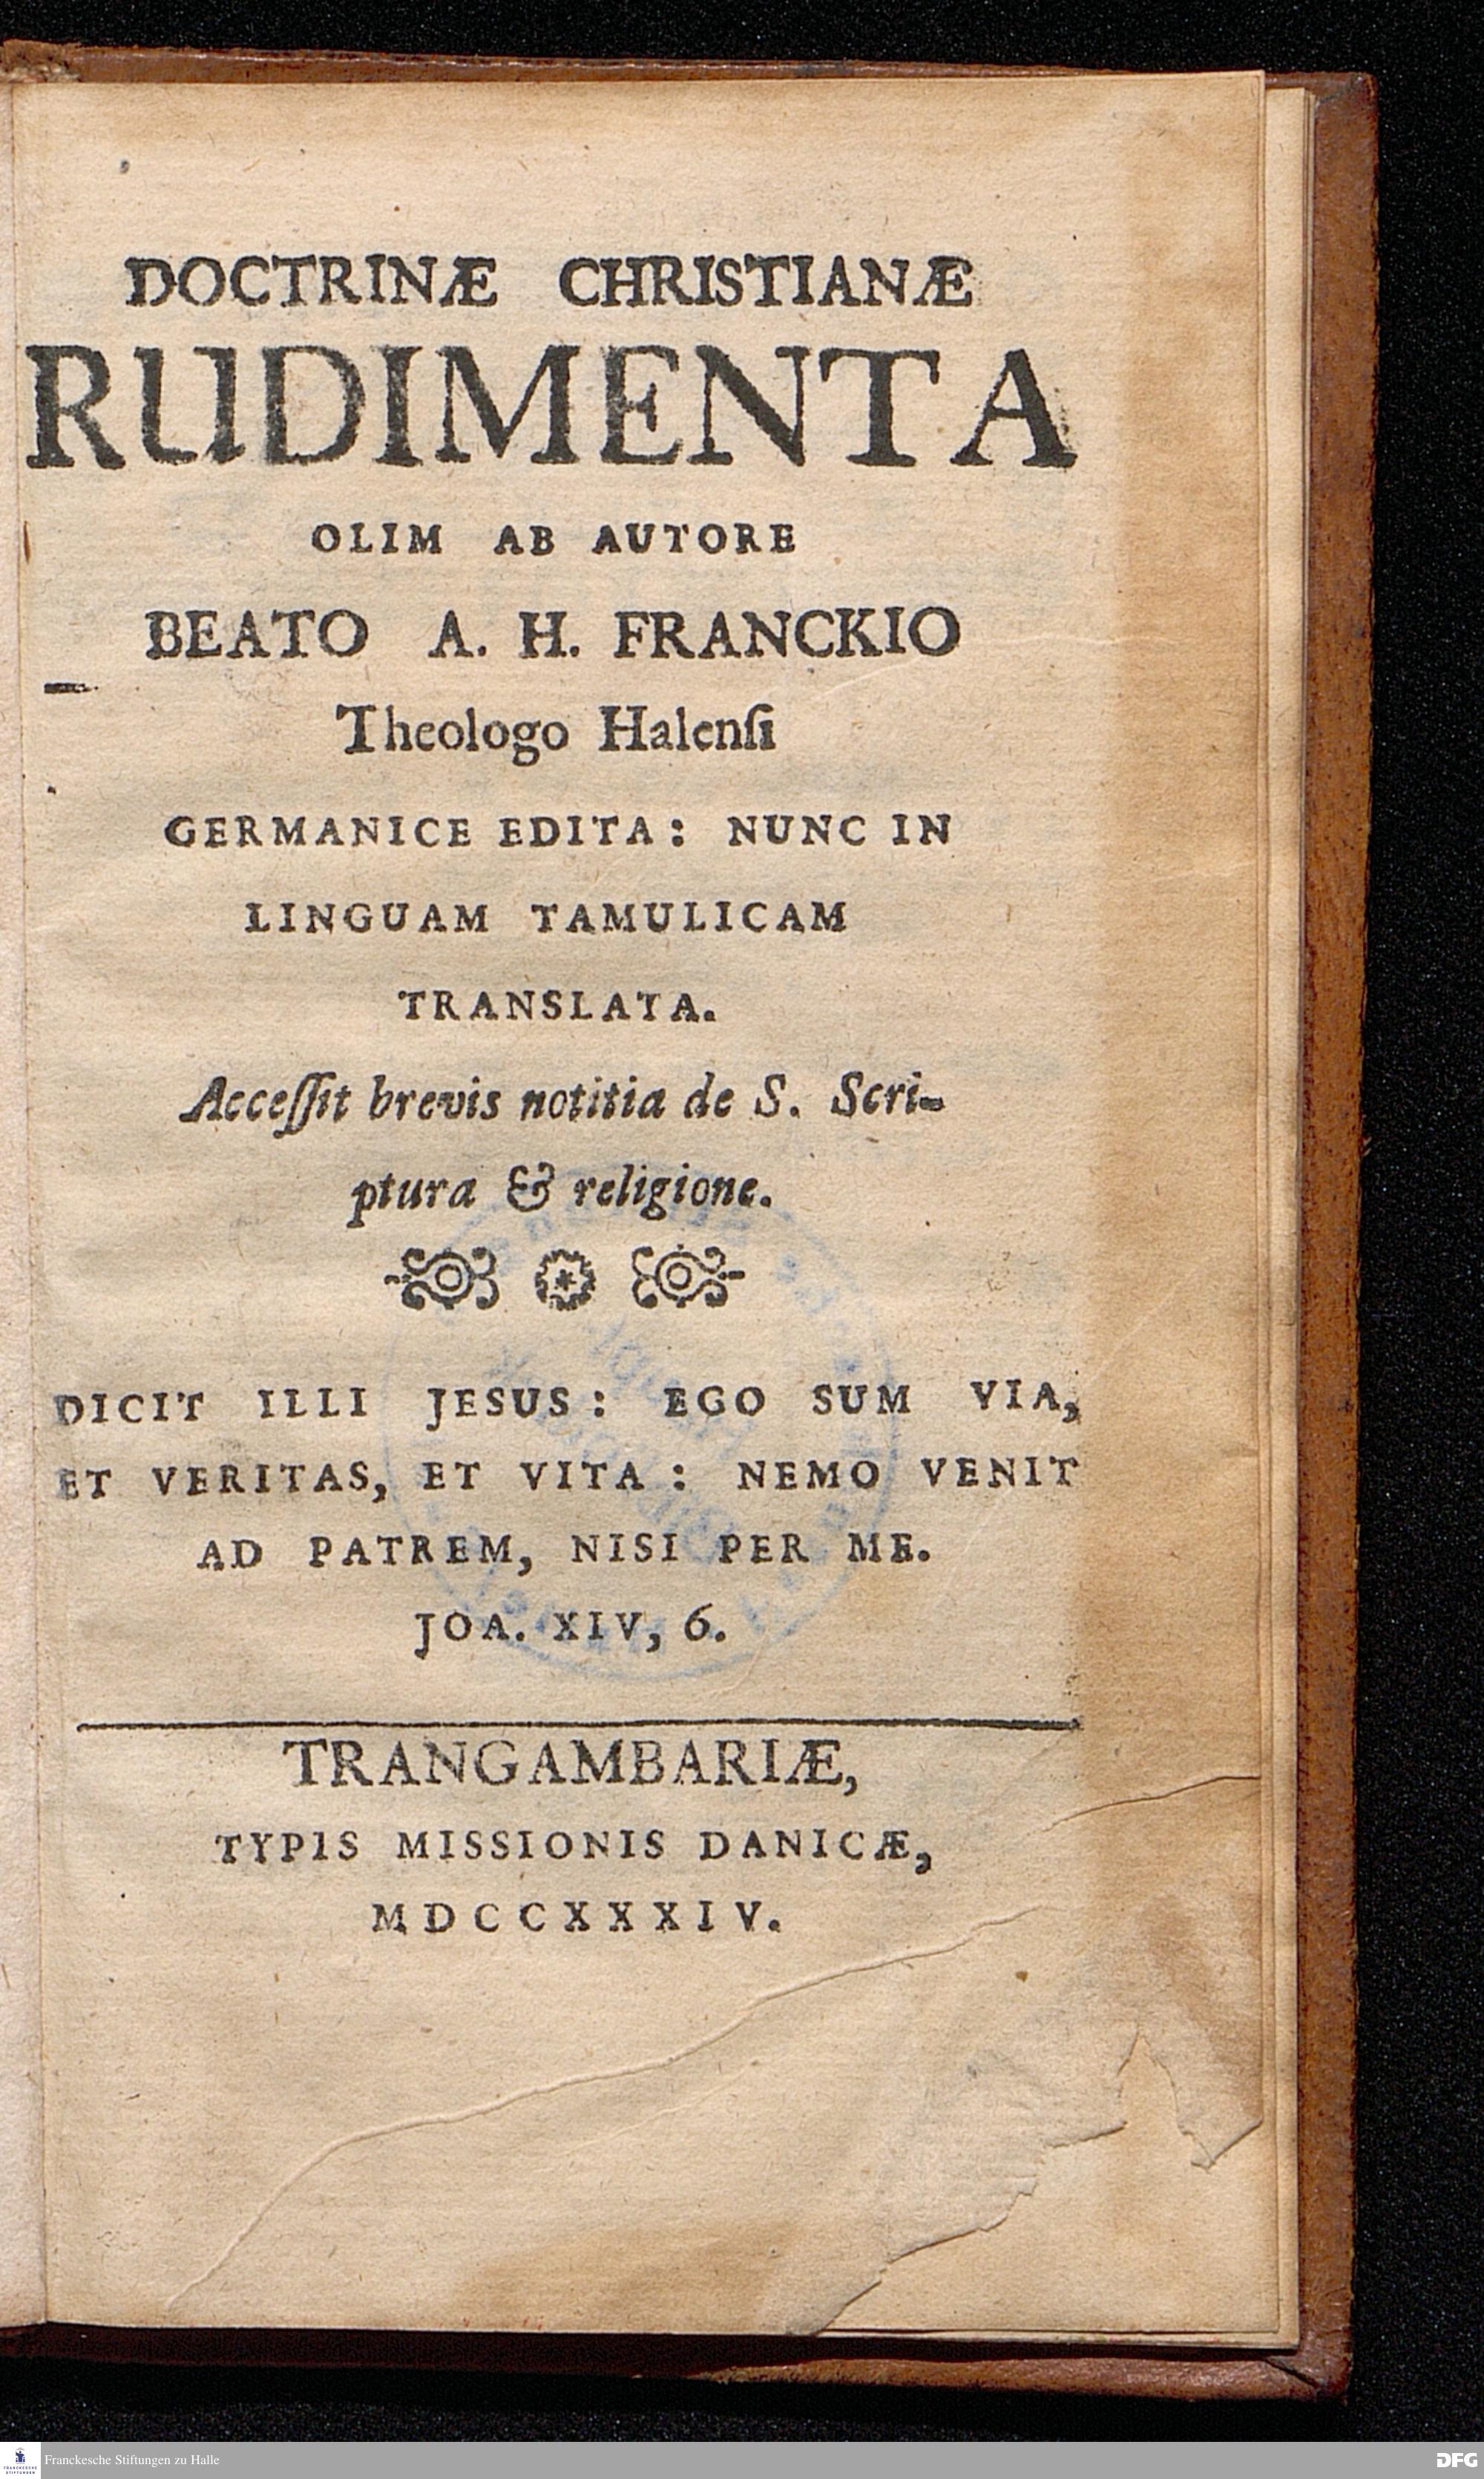 DOCTRINÆ CHRISTIANÆ
RUDIMENTA
OLIM AB AUTORE
BEATO A. H. FRANCKIO
Theologo Halenſi
GERMANICE EDITA: NUNC IN
LINGUAM TAMULICAM
TRANSLATA.
Acceſſit brevis notitia de S. Scri-
ptura & religione.
DICIT ILLI JESUS: EGO SUM VIA,
ET VERITAS, ET VITA: NEMO VENIT
AD PATREM, NISI PER ME.
JOA. XIV, 6.
TRANGAMBARIÆ,
TYPIS MISSIONIS DANICÆ,
MDCCXXXIV.
FRANCKESCHE
STIFTUNGEN
Franckesche Stiftungen zu Halle
DFG